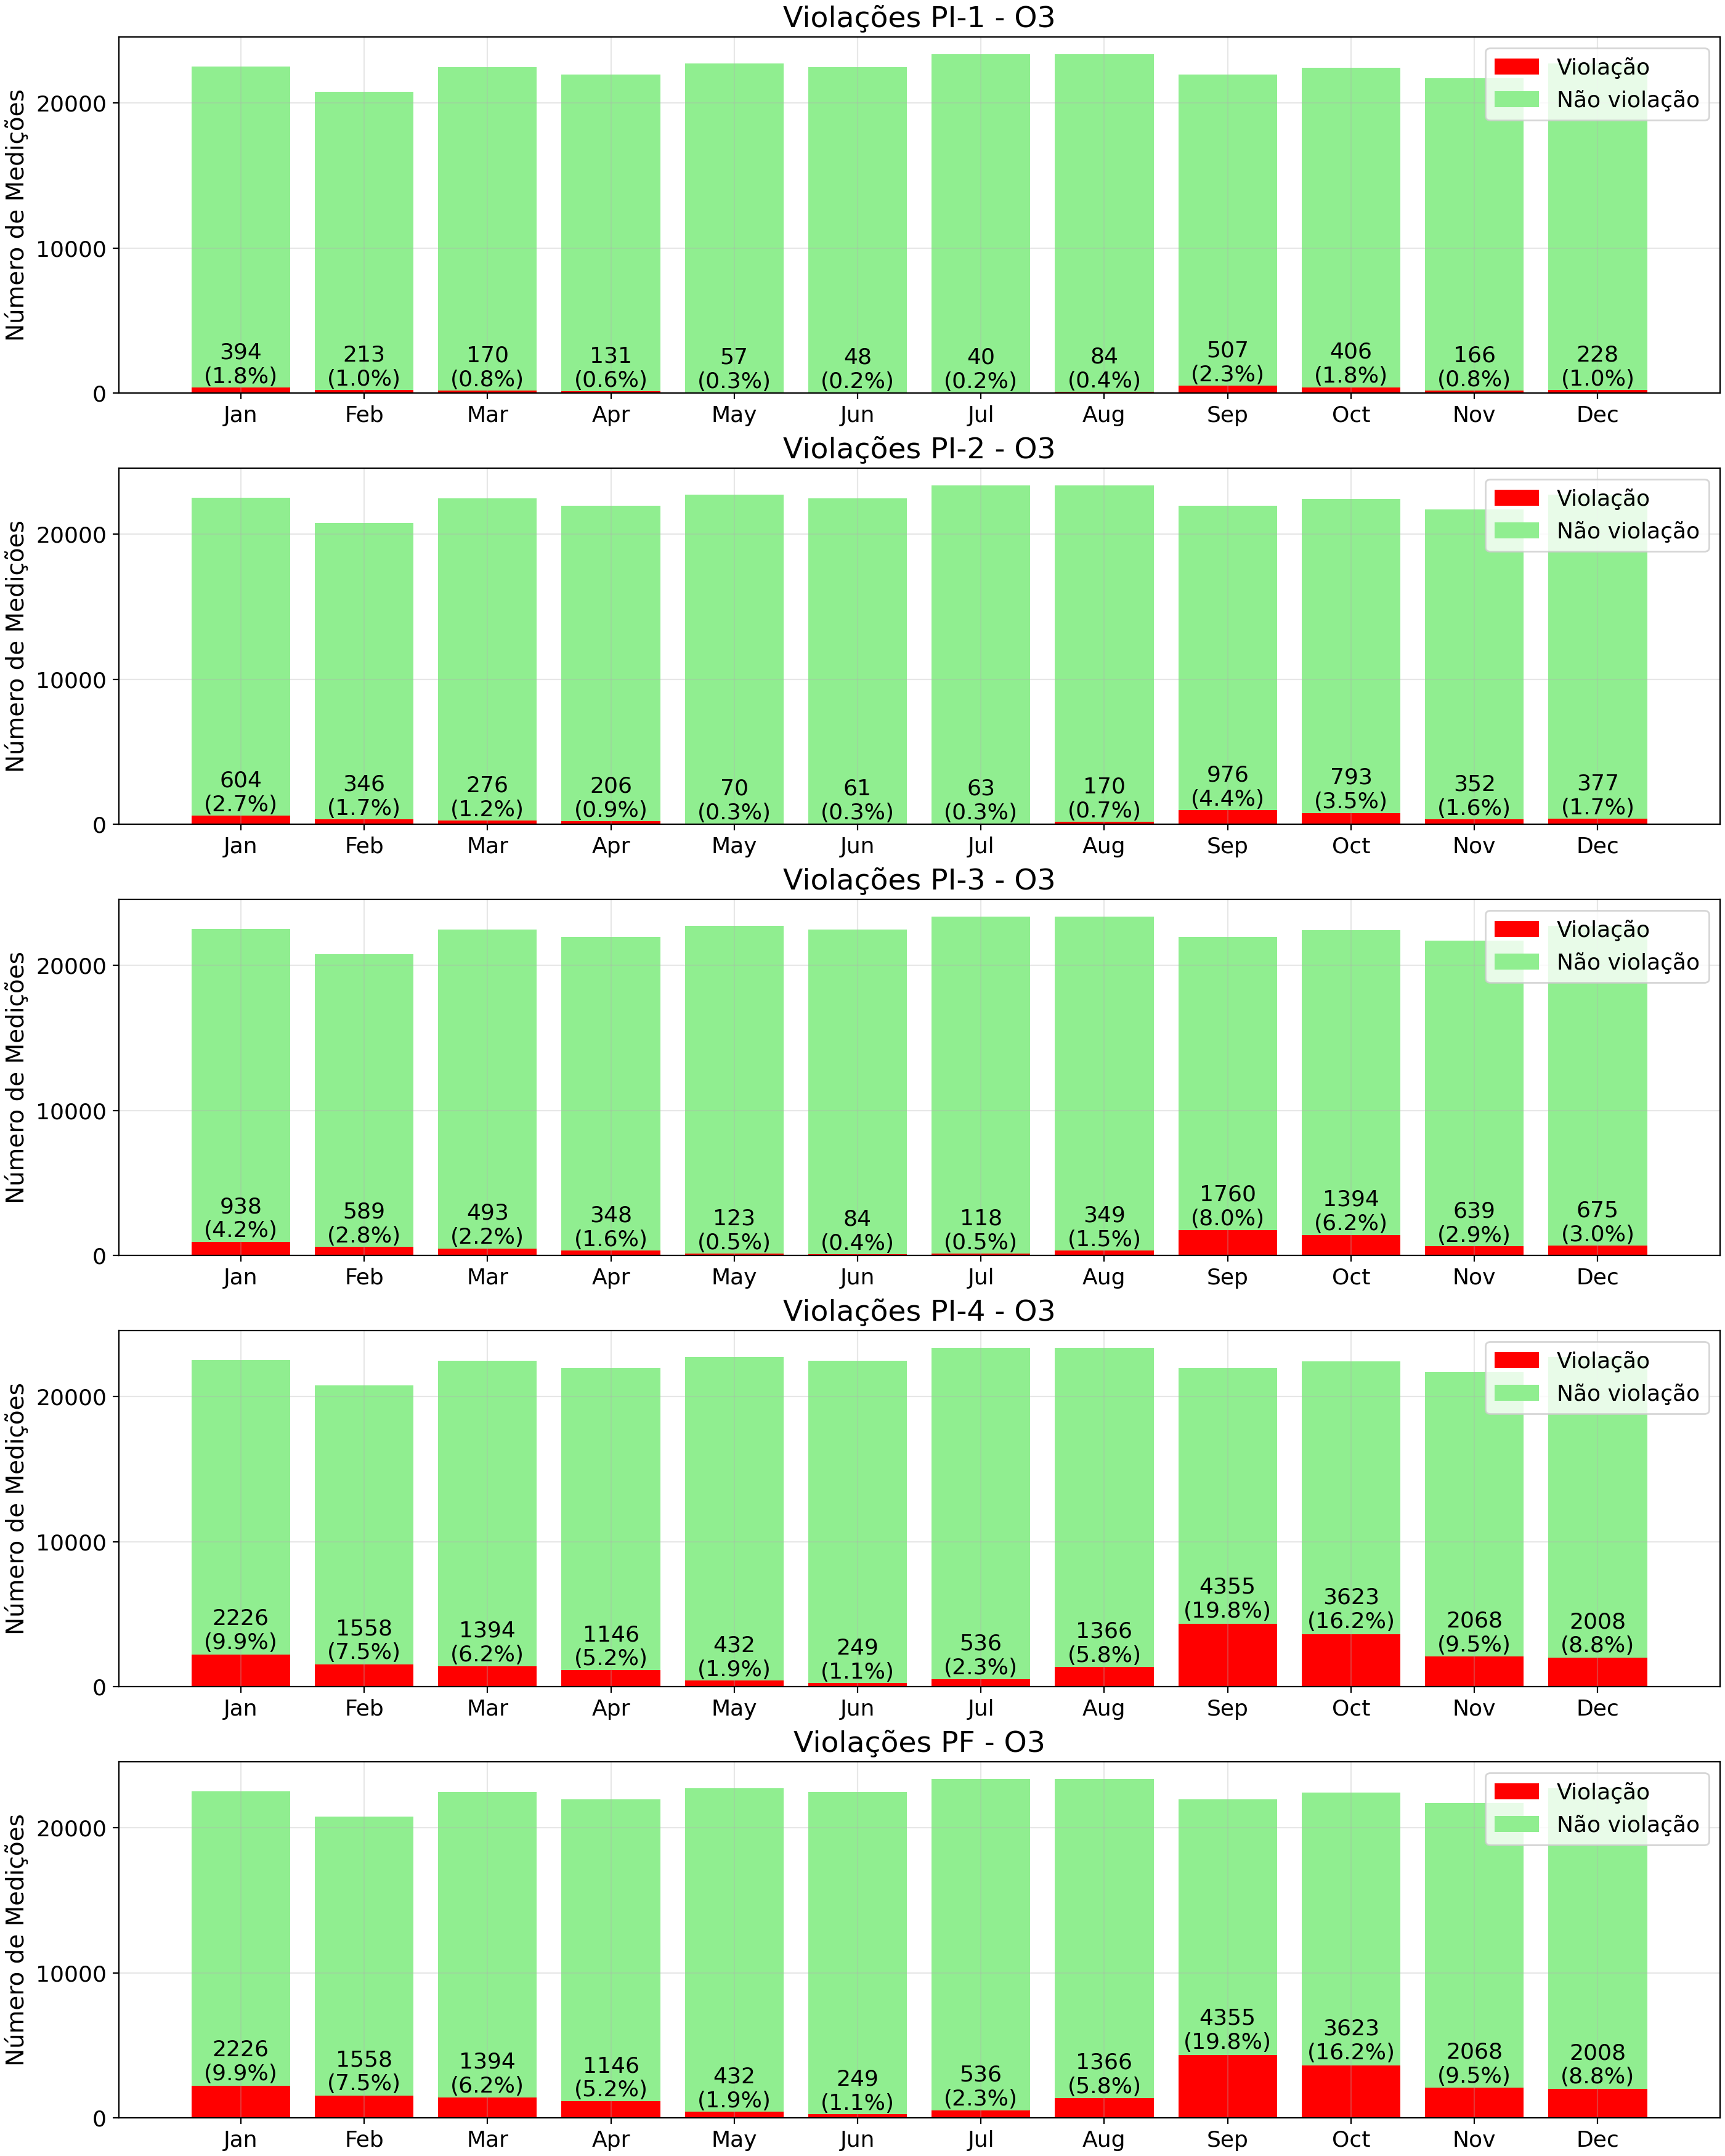 Violações PI-1 - O3
Número de Medições
20000
10000
0
Violação
Não violação
394 213 170 131 57 48 40 84 507 406 166 228
(1.8%) (1.0%) (0.8%) (0.6%) (0.3%) (0.2%) (0.2%) (0.4%) (2.3%) (1.8%) (0.8%) (1.0%)
Jan Feb Mar Apr May Jun Jul Aug Sep Oct Nov Dec
Violações PI-2 - O3
Número de Medições
20000
10000
0
Violação
Não violação
604 346 276 206 70 61 63 170 976 793 352 377
(2.7%) (1.7%) (1.2%) (0.9%) (0.3%) (0.3%) (0.3%) (0.7%) (4.4%) (3.5%) (1.6%) (1.7%)
Jan Feb Mar Apr May Jun Jul Aug Sep Oct Nov Dec
Violações PI-3 - O3
Número de Medições
20000
10000
0
Violação
Não violação
938 589 493 348 123 84 118 349 1760 1394 639 675
(4.2%) (2.8%) (2.2%) (1.6%) (0.5%) (0.4%) (0.5%) (1.5%) (8.0%) (6.2%) (2.9%) (3.0%)
Jan Feb Mar Apr May Jun Jul Aug Sep Oct Nov Dec
Violações PI-4 - O3
Número de Medições
20000
10000
0
Violação
Não violação
2226 1558 1394 1146 432 249 536 1366 4355 3623 2068 2008
(9.9%) (7.5%) (6.2%) (5.2%) (1.9%) (1.1%) (2.3%) (5.8%) (19.8%) (16.2%) (9.5%) (8.8%)
Jan Feb Mar Apr May Jun Jul Aug Sep Oct Nov Dec
Violações PF - O3
Número de Medições
20000
10000
0
Violação
Não violação
2226 1558 1394 1146 432 249 536 1366 4355 3623 2068 2008
(9.9%) (7.5%) (6.2%) (5.2%) (1.9%) (1.1%) (2.3%) (5.8%) (19.8%) (16.2%) (9.5%) (8.8%)
Jan Feb Mar Apr May Jun Jul Aug Sep Oct Nov Dec